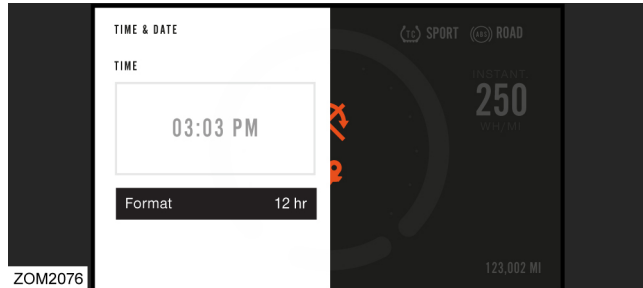 TIME & DATE
TIME
03:03 PM
Format 12 hr
TC SPORT ABS ROAD
INSTANT
250
WH/MI
123,002 MI
ZOM2076